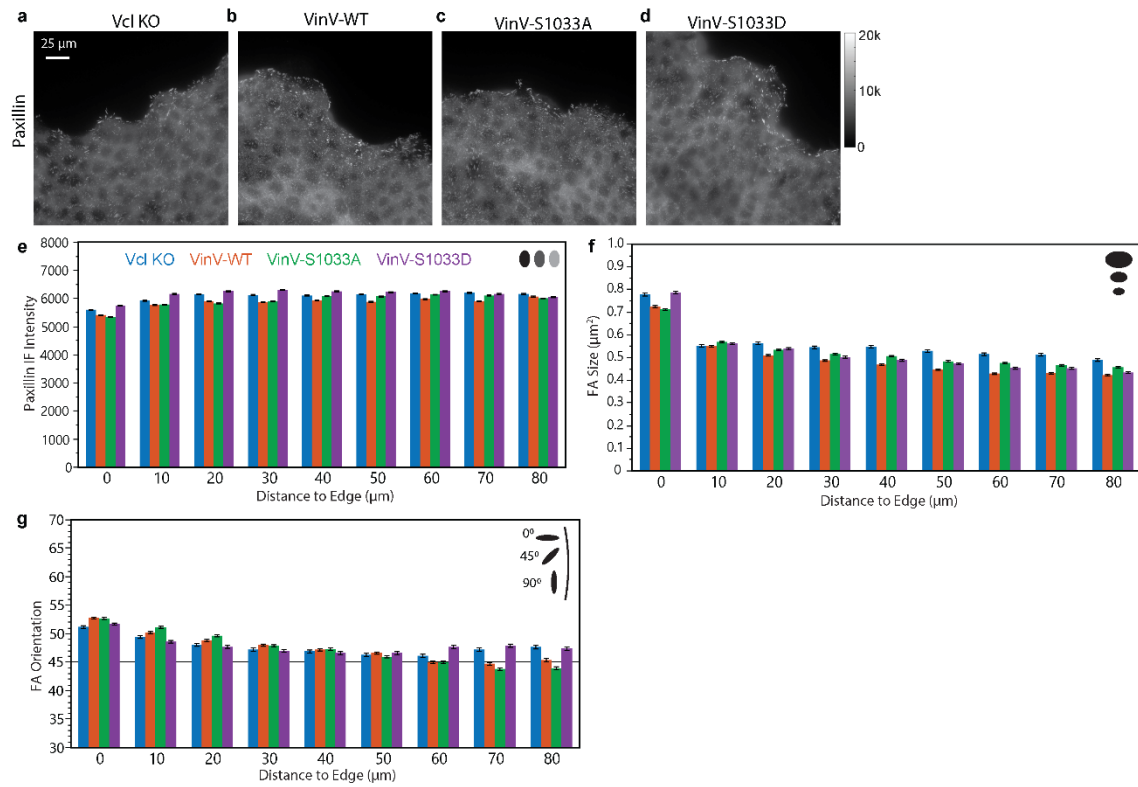 a Vcl KO b VinV-WT c VinV-S1033A d VinV-S1033D
25 µm
Paxillin
20k
10k
0
e Vcl KO VinV-WT VinV-S1033A VinV-S1033D
Paxillin IF Intensity
8000
7000
6000
5000
4000
3000
2000
1000
0
0 10 20 30 40 50 60 70 80
Distance to Edge (µm)
f
FA Size (µm²)
1.0
0.9
0.8
0.7
0.6
0.5
0.4
0.3
0.2
0.1
0
0 10 20 30 40 50 60 70 80
Distance to Edge (µm)
g
FA Orientation
70
65
60
55
50
45
40
35
30
0º
45º
90º
0 10 20 30 40 50 60 70 80
Distance to Edge (µm)